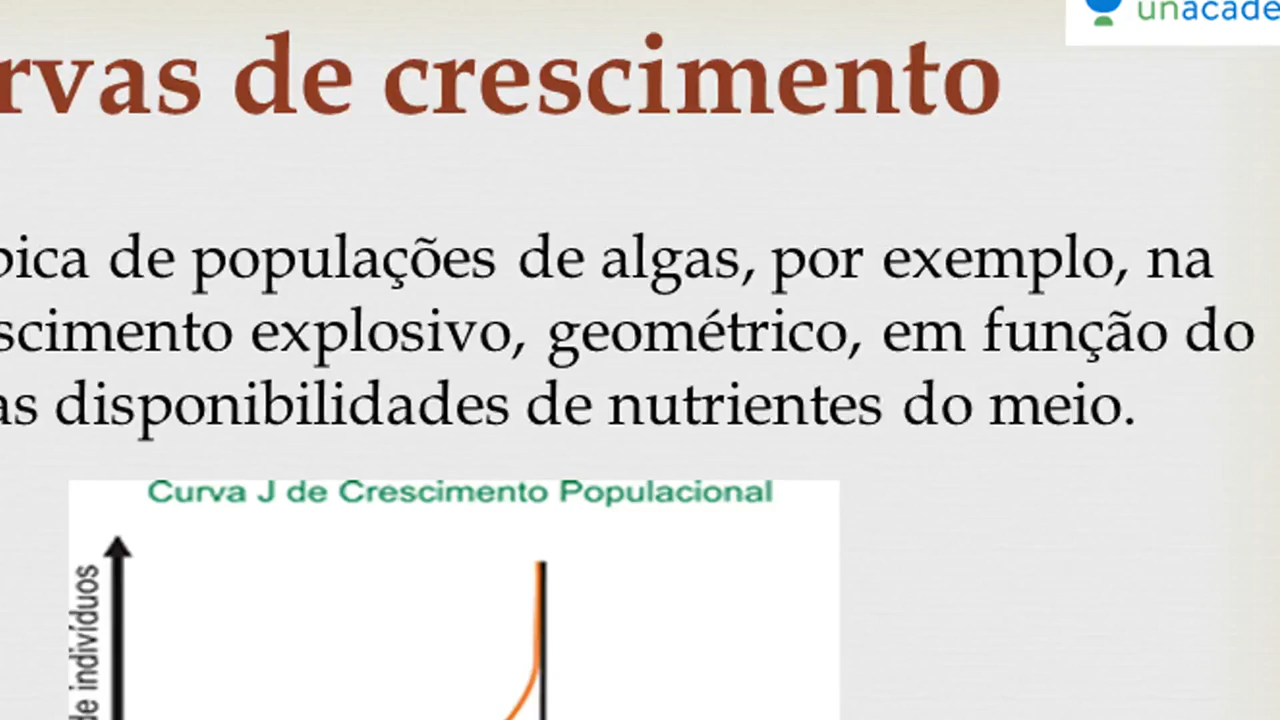 unacade
rvas de crescimento
pica de populações de algas, por exemplo, na
scimento explosivo, geométrico, em função do
as disponibilidades de nutrientes do meio.
Curva J de Crescimento Populacional
de indivíduos